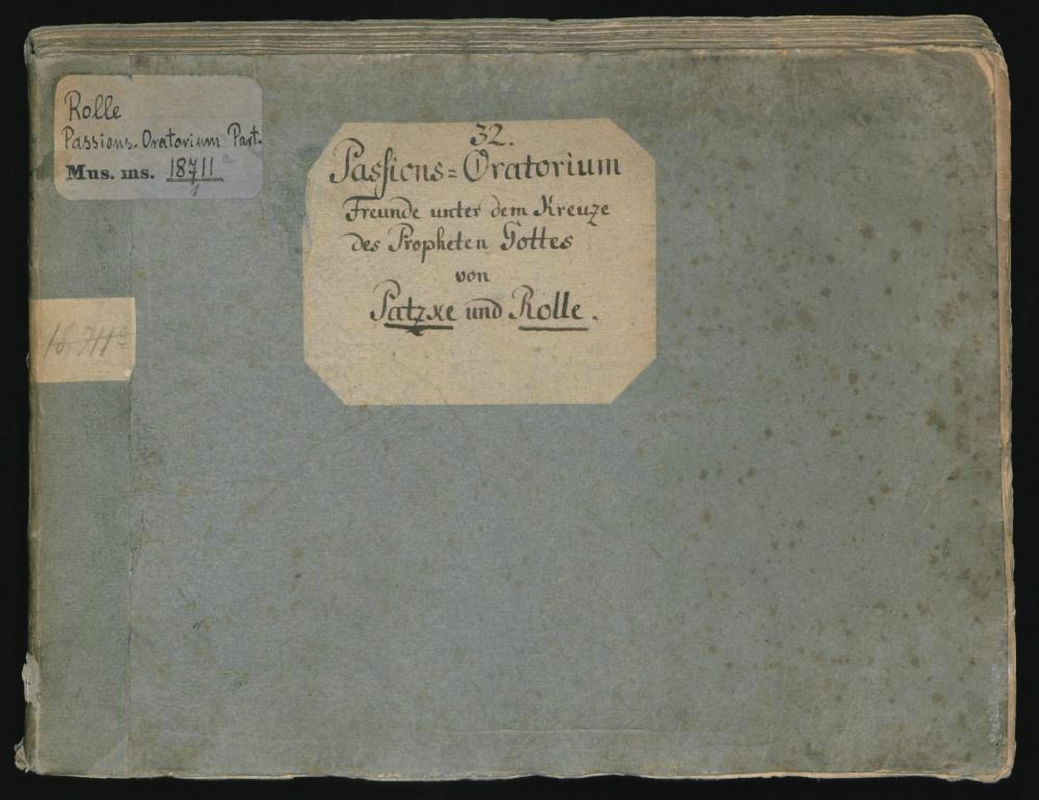 Rolle
Passions-Oratorium Part.
Mus. ms. 18711
1
32.
Passions=Oratorium
Freunde unter dem Kreuze
des Propheten Gottes
von
Patzke und Rolle.